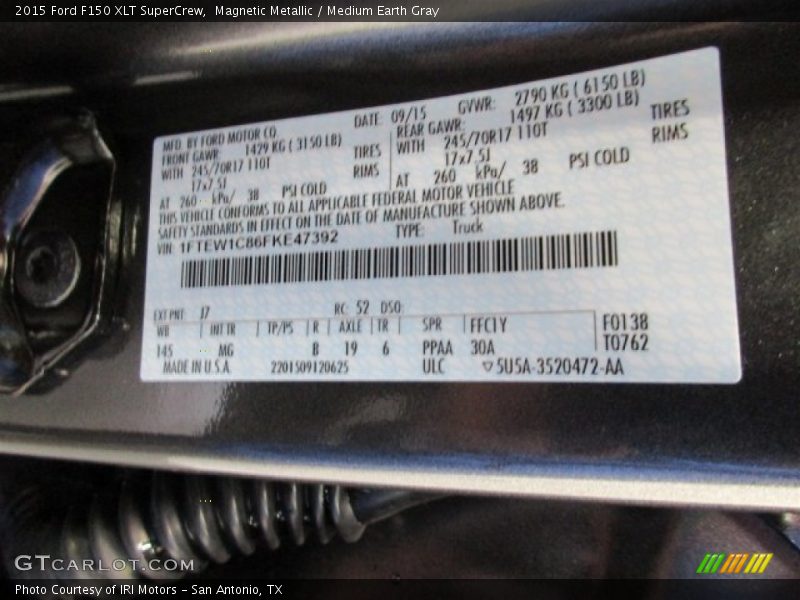 2015 Ford F150 XLT SuperCrew, Magnetic Metallic / Medium Earth Gray
MFD. BY FORD MOTOR CO. DATE: 09/15 GVWR: 2790 KG ( 6150 LB)
FRONT GAWR: 1429 KG ( 3150 LB) REAR GAWR: 1497 KG ( 3300 LB)
WITH 245/70R17 110T TIRES WITH 245/70R17 110T TIRES
17x7.5J RIMS 17x7.5J RIMS
AT 260 kPa/ 38 PSI COLD AT 260 kPa/ 38 PSI COLD
THIS VEHICLE CONFORMS TO ALL APPLICABLE FEDERAL MOTOR VEHICLE
SAFETY STANDARDS IN EFFECT ON THE DATE OF MANUFACTURE SHOWN ABOVE.
VIN: 1FTEW1C86FKE47392 TYPE: Truck
EXT PNT: J7 RC: 52 DSO:
WB INT TR TP/PS R AXLE TR SPR FFC1Y F0138
145 MG B 19 6 PPAA 30A T0762
MADE IN U.S.A. 2201509120625 ULC ▽5U5A-3520472-AA
GTCARLOT.COM
Photo Courtesy of IRI Motors – San Antonio, TX